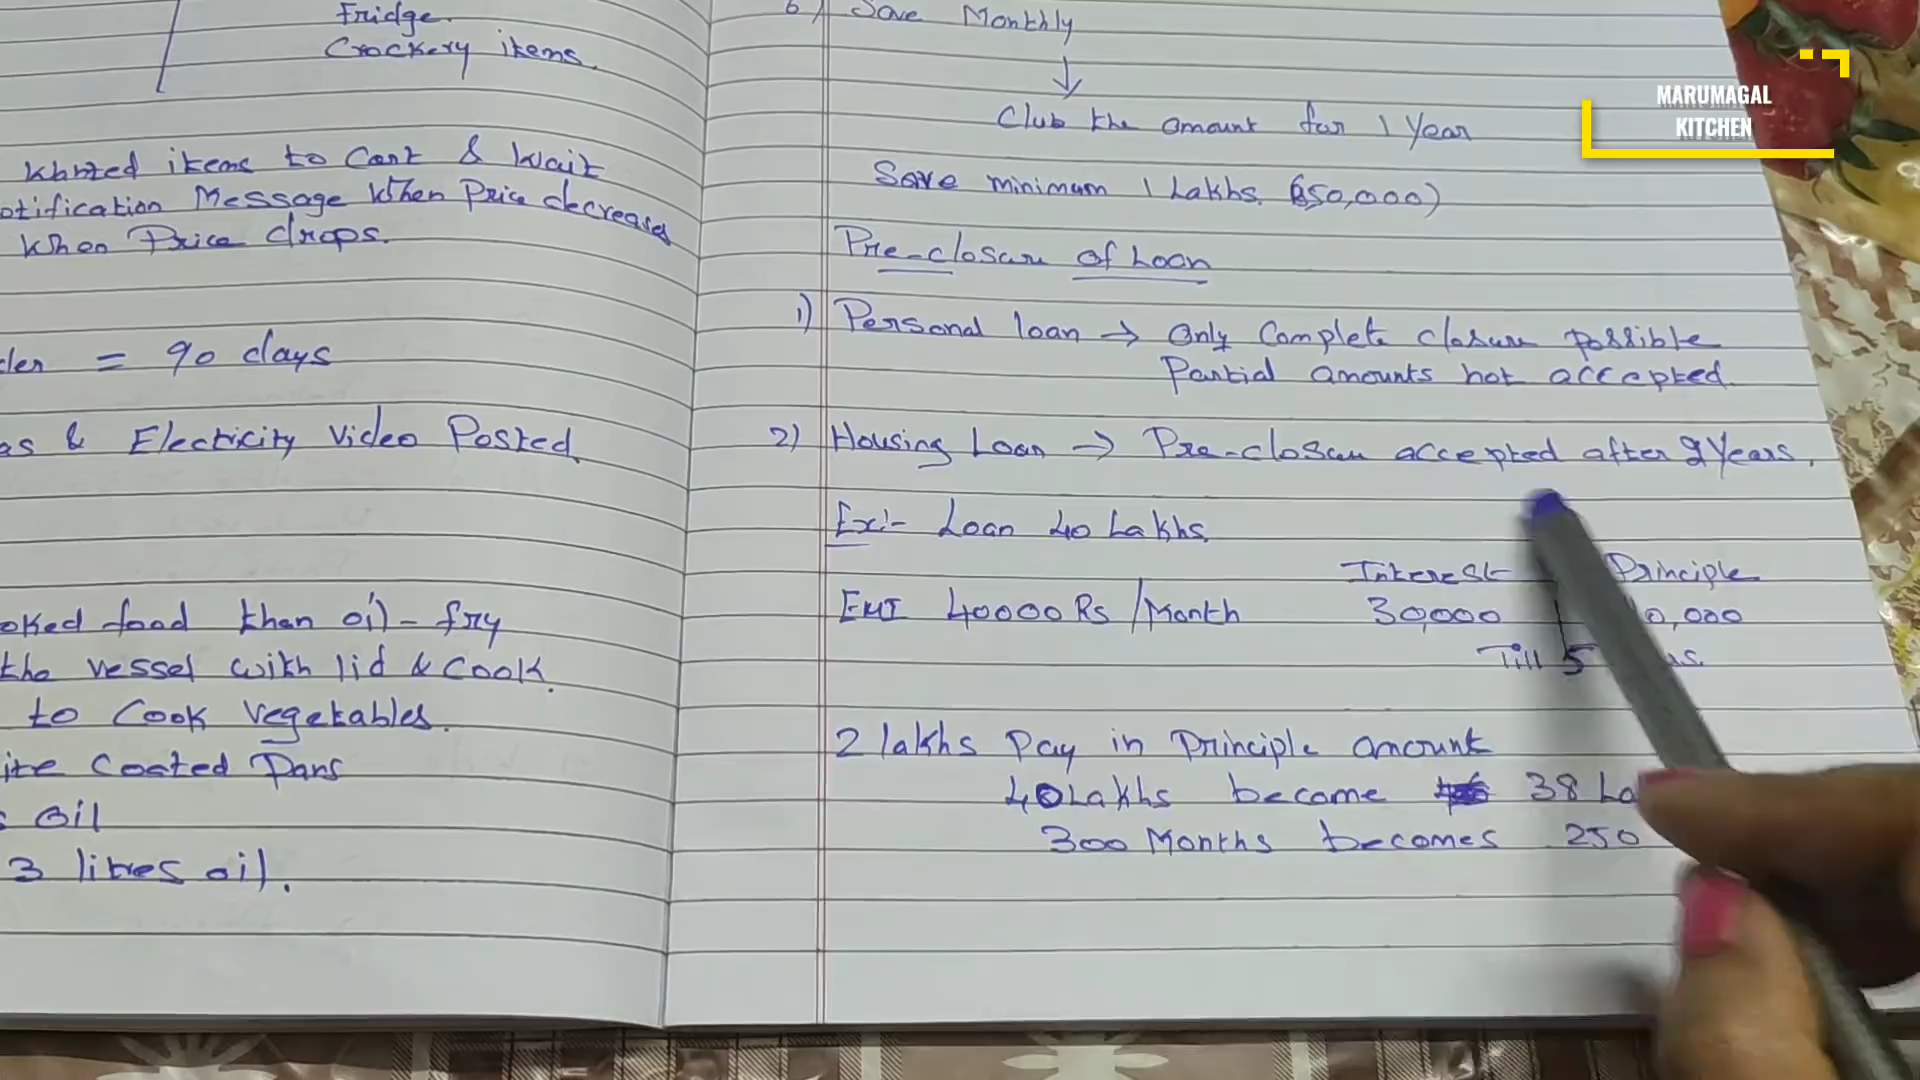 Fridge.
Crockery items.
items to Cart & Wait
Message When Price decreases
When Price drops.
= 90 days
& Electricity Video Posted.
food than oil - fry
the vessel with lid & Cook.
to Cook vegetables.
Coated Pans
oil
3 litres oil.
6) Save Monthly
↓
Club the amount for 1 Year
Save minimum 1 Lakhs. 50,000)
Pre-closure of Loan
1) Personal loan → Only Complete closure possible
Partial amounts not accepted.
2) Housing Loan → Pre-closure accepted after 2 Years.
Ex:- Loan 40 Lakhs.
Interest Principle
EMI 40000 Rs / Month 30,000 0,000
Till 5
2 lakhs Pay in Principle amount
40 Lakhs become 38
300 Months becomes 250
MARUMAGAL
KITCHEN